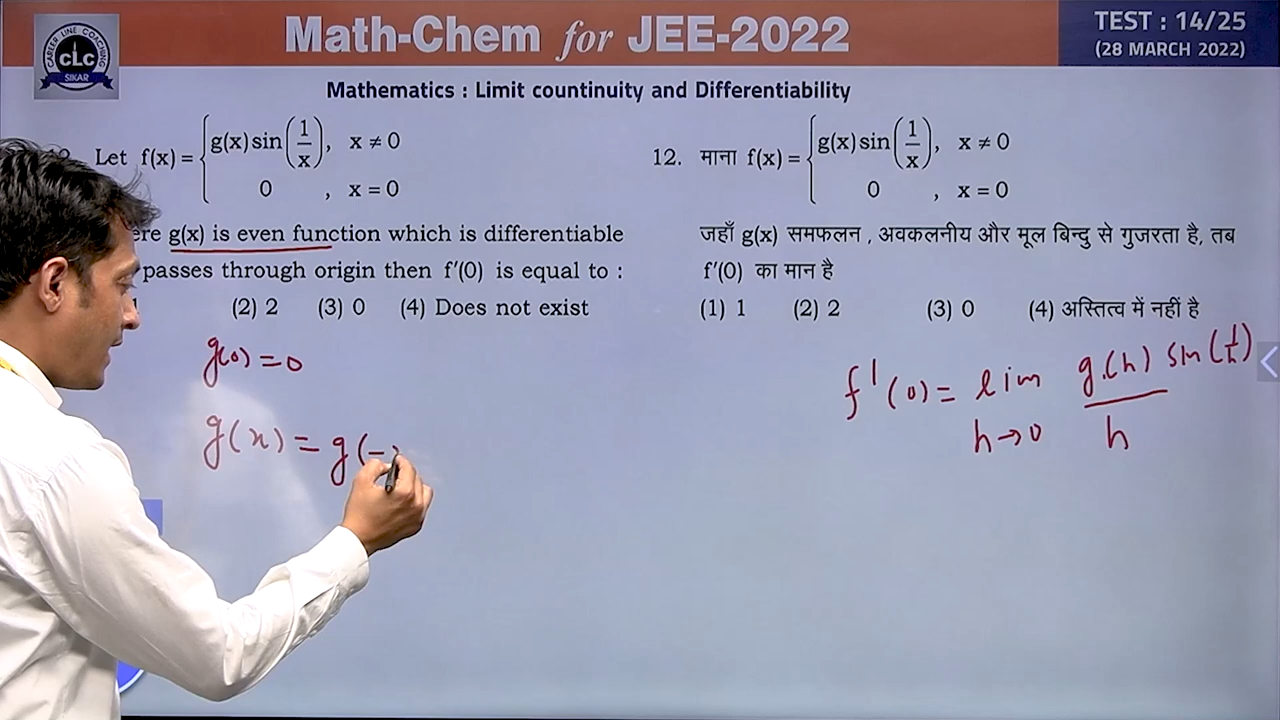 CAREER LINE COACHING
CLC
SIKAR
Math-Chem for JEE-2022
TEST : 14/25
(28 MARCH 2022)
Mathematics : Limit countinuity and Differentiability
Let f(x) = { g(x) sin(1/x), x ≠ 0
0 , x = 0
g(x) is even function which is differentiable
passes through origin then f′(0) is equal to :
(2) 2 (3) 0 (4) Does not exist
g(0) = 0
g(x) = g(-
12. माना f(x) = { g(x) sin(1/x), x ≠ 0
0 , x = 0
जहाँ g(x) समफलन , अवकलनीय और मूल बिन्दु से गुजरता है, तब
f′(0) का मान है
(1) 1 (2) 2 (3) 0 (4) अस्तित्व में नहीं है
f'(0) = lim h→0 g(h) sin(1/h) / h